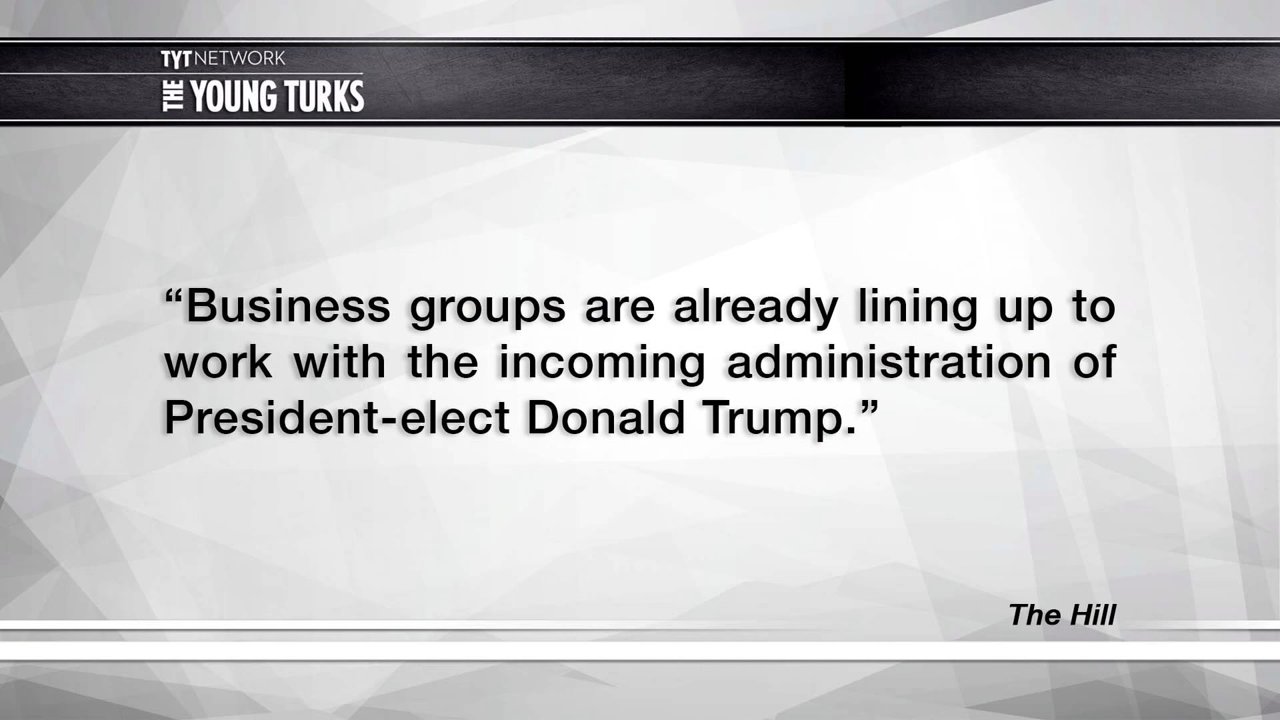 TYT NETWORK
THE YOUNG TURKS
“Business groups are already lining up to
work with the incoming administration of
President-elect Donald Trump.”
The Hill